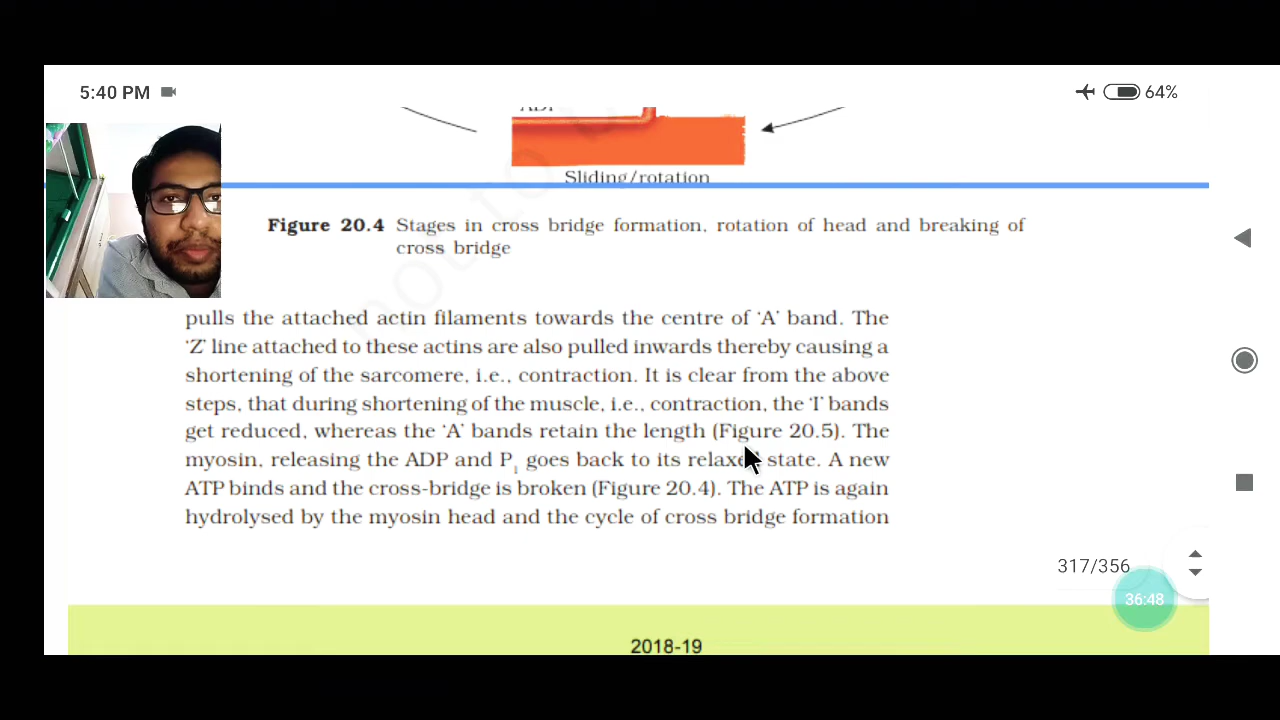 5:40 PM 64%
Sliding/rotation
Figure 20.4 Stages in cross bridge formation, rotation of head and breaking of
cross bridge
pulls the attached actin filaments towards the centre of ‘A’ band. The
‘Z’ line attached to these actins are also pulled inwards thereby causing a
shortening of the sarcomere, i.e., contraction. It is clear from the above
steps, that during shortening of the muscle, i.e., contraction, the ‘I’ bands
get reduced, whereas the ‘A’ bands retain the length (Figure 20.5). The
myosin, releasing the ADP and P₁ goes back to its relaxed state. A new
ATP binds and the cross-bridge is broken (Figure 20.4). The ATP is again
hydrolysed by the myosin head and the cycle of cross bridge formation
317/356
36:48
2018-19